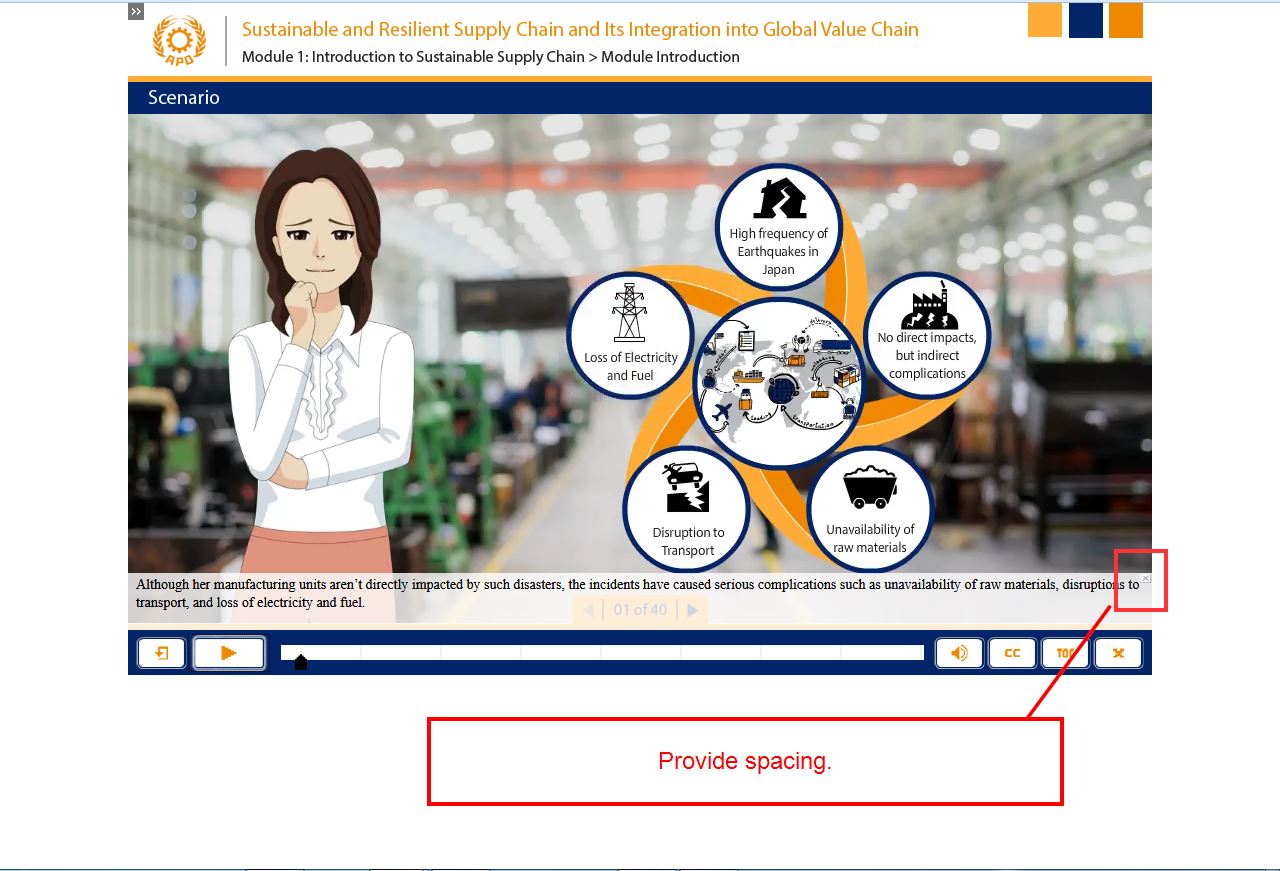 APO
Sustainable and Resilient Supply Chain and Its Integration into Global Value Chain
Module 1: Introduction to Sustainable Supply Chain > Module Introduction
Scenario
High frequency of
Earthquakes in
Japan
Loss of Electricity
and Fuel
No direct impacts,
but indirect
complications
delivery
loading
transportation
Disruption to
Transport
Unavailability of
raw materials
Although her manufacturing units aren't directly impacted by such disasters, the incidents have caused serious complications such as unavailability of raw materials, disruptions to
transport, and loss of electricity and fuel.
01 of 40
CC
TOC
Provide spacing.